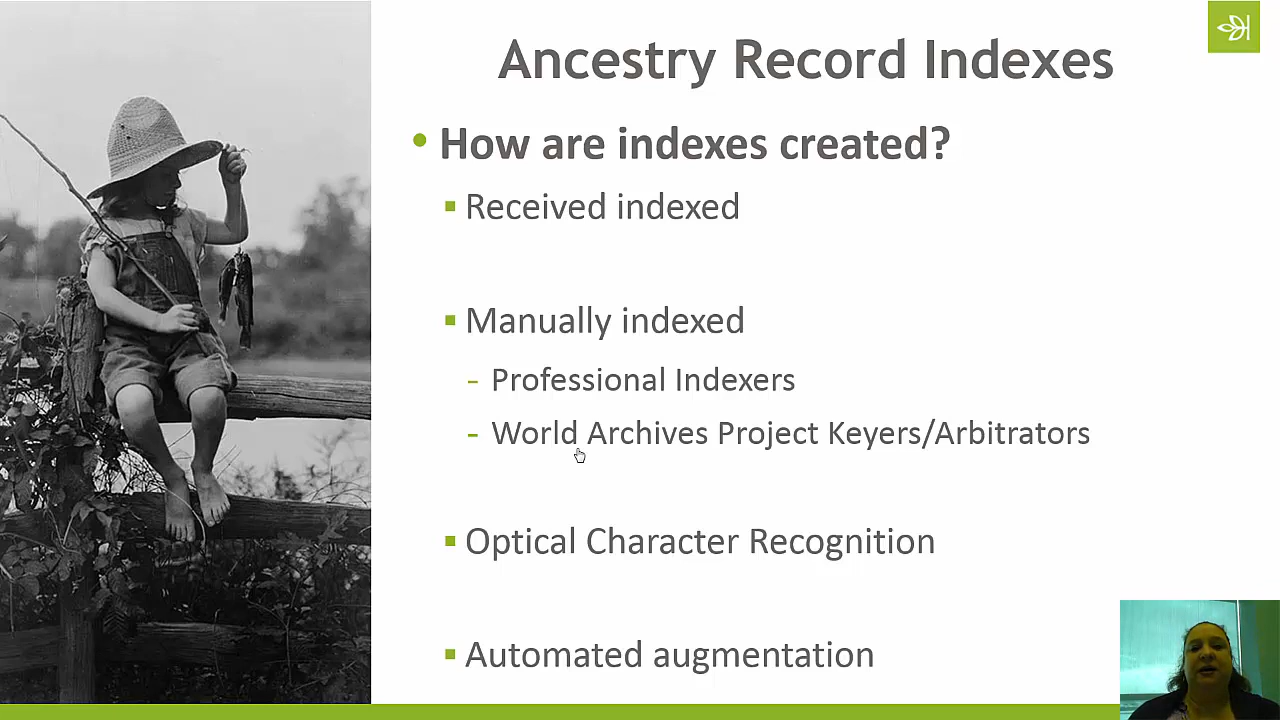 Ancestry Record Indexes
• How are indexes created?
▪ Received indexed
▪ Manually indexed
- Professional Indexers
- World Archives Project Keyers/Arbitrators
▪ Optical Character Recognition
▪ Automated augmentation